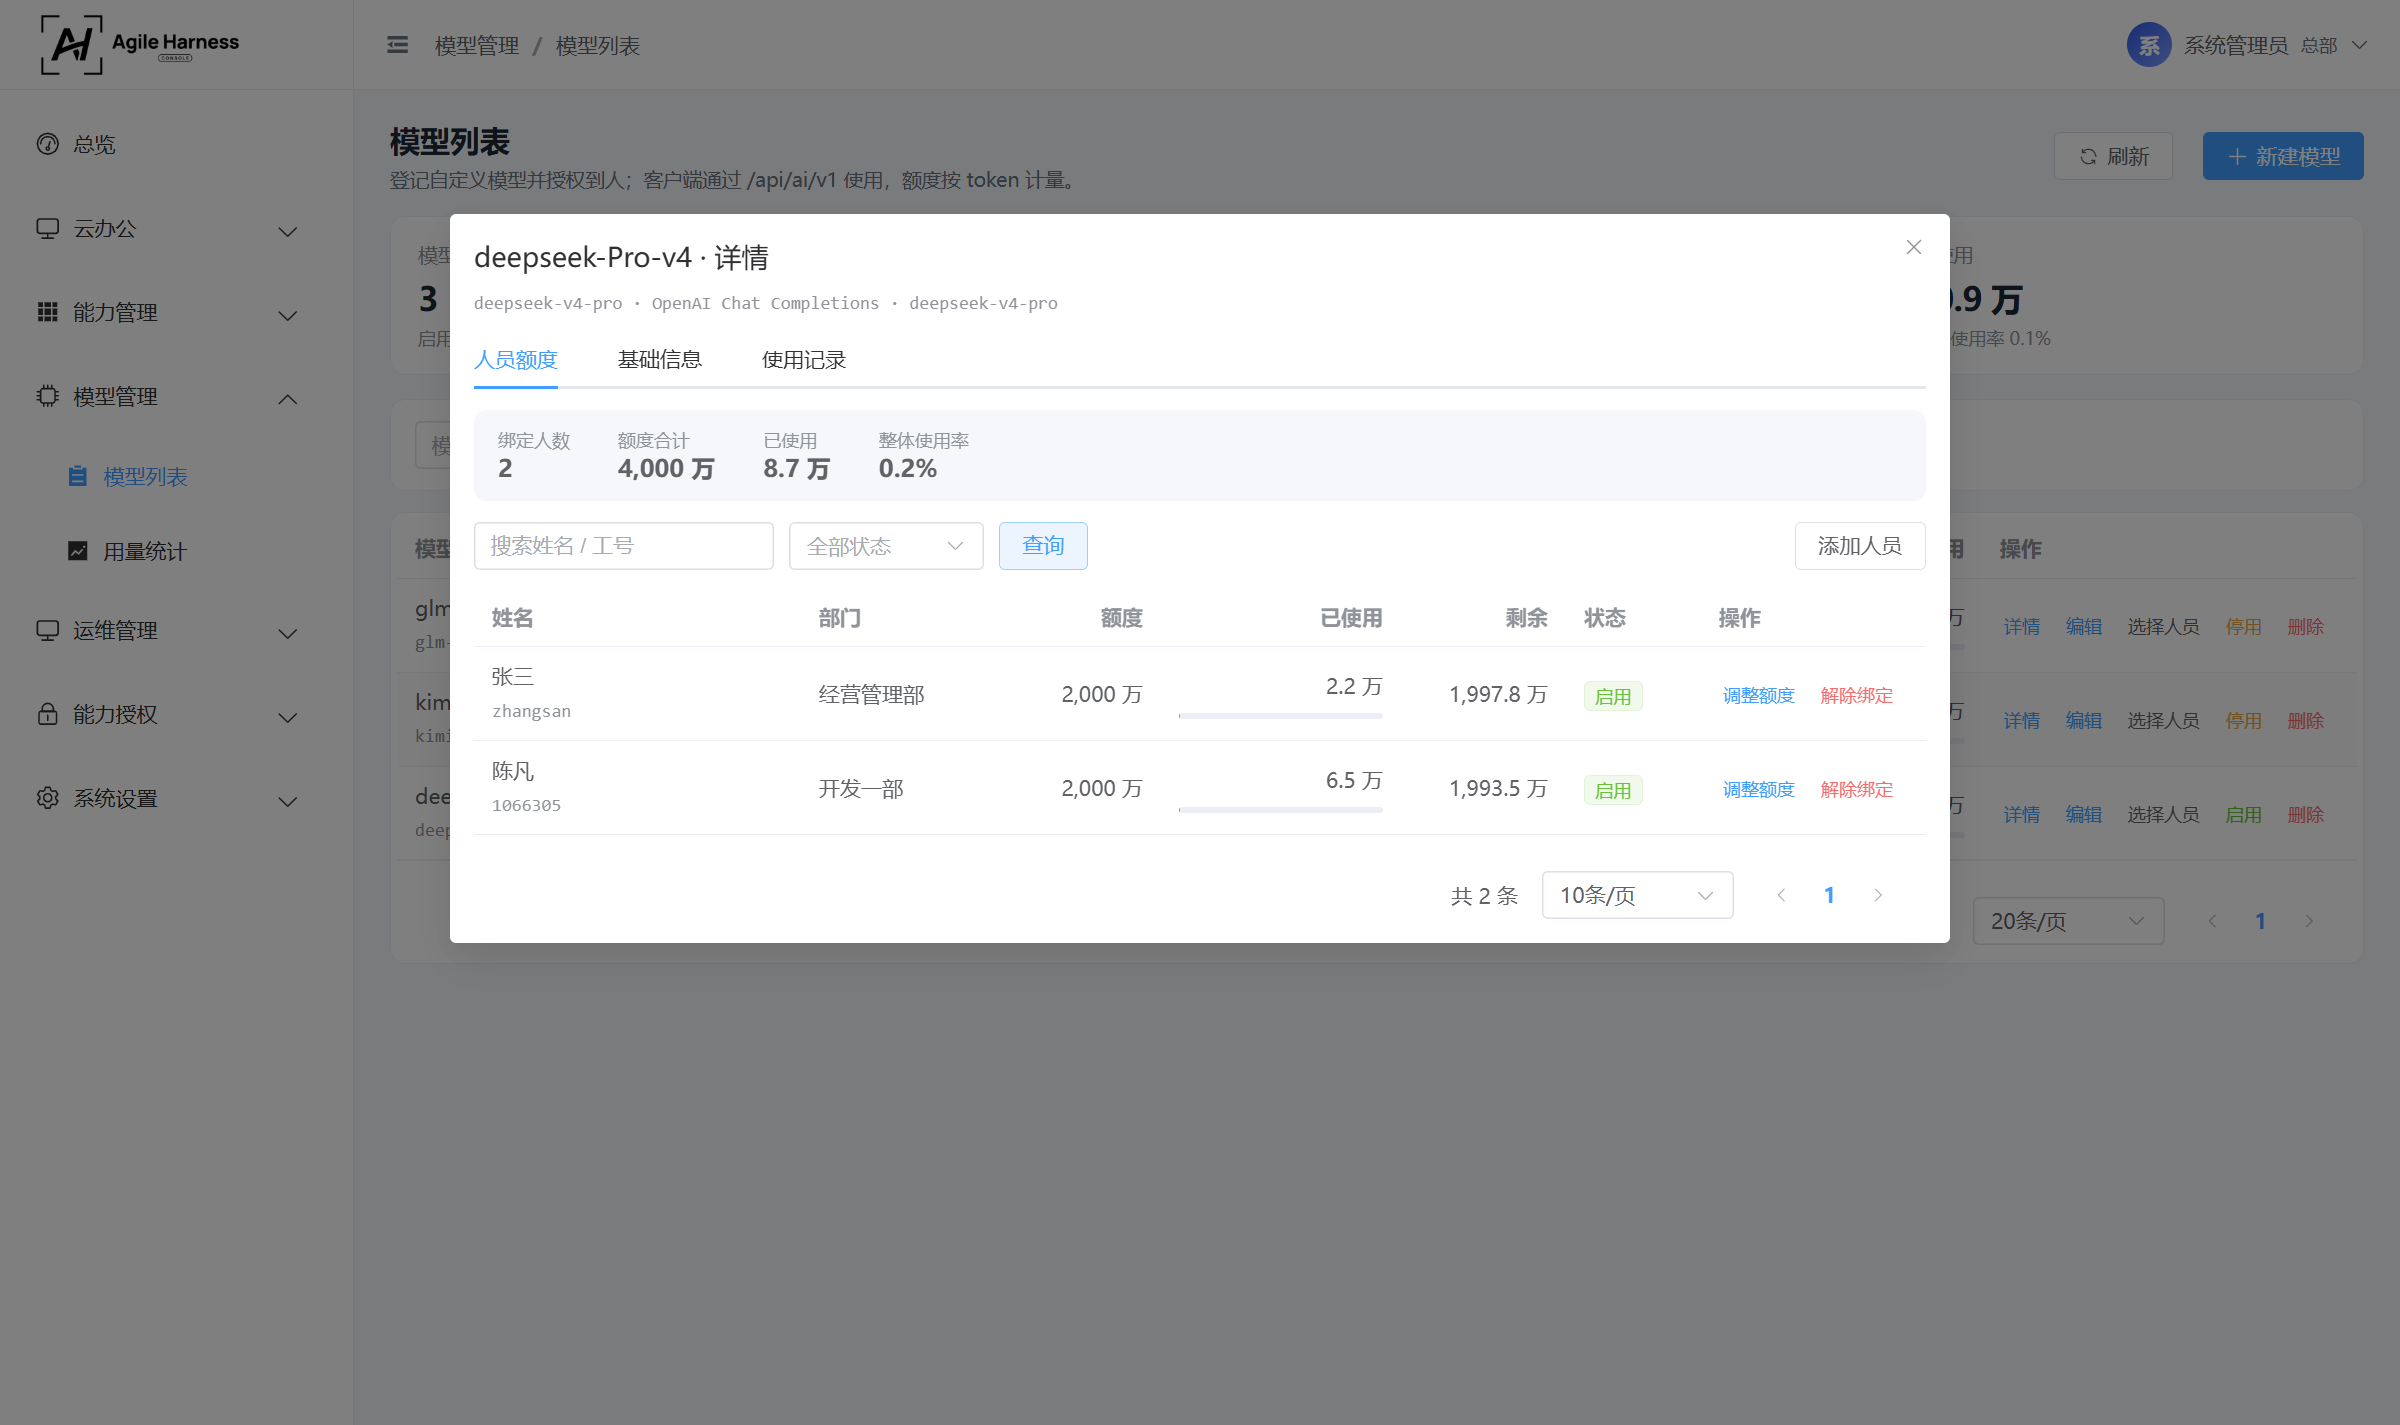 Agile Harness
CONSOLE
模型管理 / 模型列表
系 系统管理员 总部
总览
云办公
能力管理
模型管理
模型列表
用量统计
运维管理
能力授权
系统设置
模型列表
登记自定义模型并授权到人；客户端通过 /api/ai/v1 使用，额度按 token 计量。
刷新
新建模型
3
启用
.9 万
使用率 0.1%
操作
详情 编辑 选择人员 停用 删除
详情 编辑 选择人员 停用 删除
详情 编辑 选择人员 启用 删除
20条/页
1
deepseek-Pro-v4 · 详情
deepseek-v4-pro · OpenAI Chat Completions · deepseek-v4-pro
人员额度 基础信息 使用记录
绑定人数 额度合计 已使用 整体使用率
2 4,000 万 8.7 万 0.2%
搜索姓名 / 工号
全部状态
查询
添加人员
姓名 部门 额度 已使用 剩余 状态 操作
张三
zhangsan
经营管理部 2,000 万 2.2 万 1,997.8 万 启用 调整额度 解除绑定
陈凡
1066305
开发一部 2,000 万 6.5 万 1,993.5 万 启用 调整额度 解除绑定
共 2 条 10条/页 1